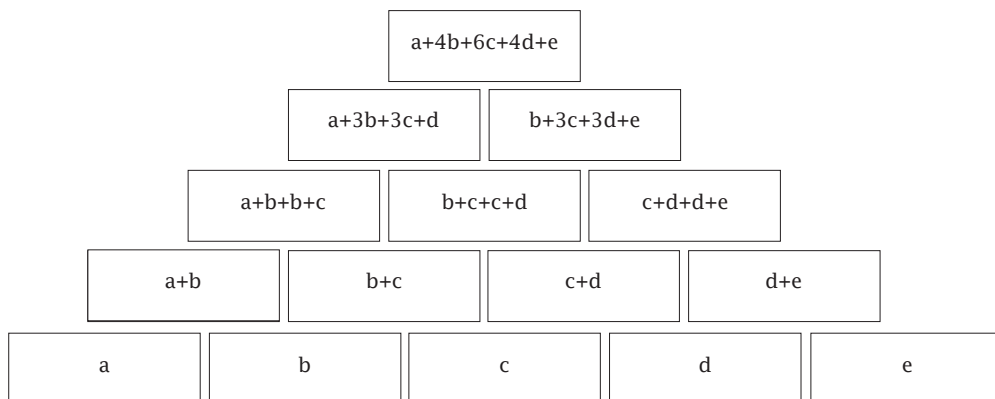 a+4b+6c+4d+e
a+3b+3c+d b+3c+3d+e
a+b+b+c b+c+c+d c+d+d+e
a+b b+c c+d d+e
a b c d e